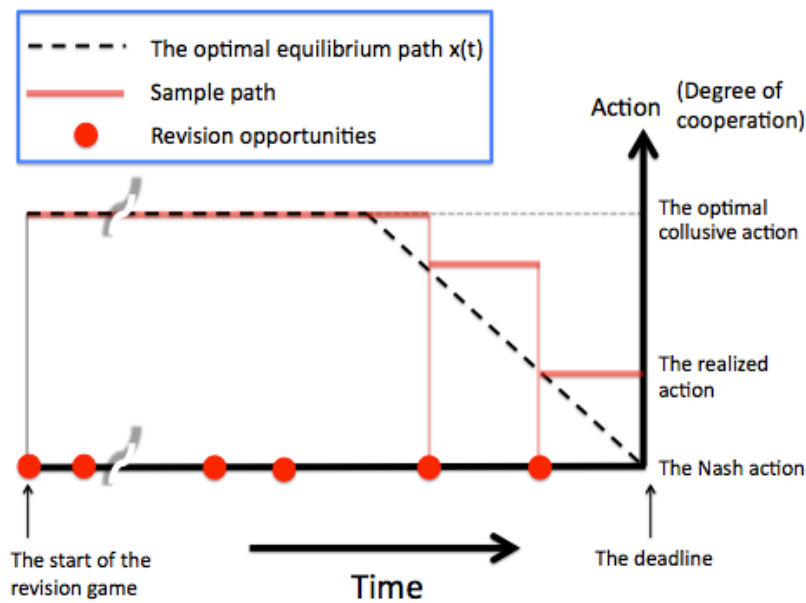 The optimal equilibrium path x(t)
Sample path
Revision opportunities
Action
(Degree of
cooperation)
The optimal
collusive action
The realized
action
The Nash action
The start of the
revision game
Time
The deadline